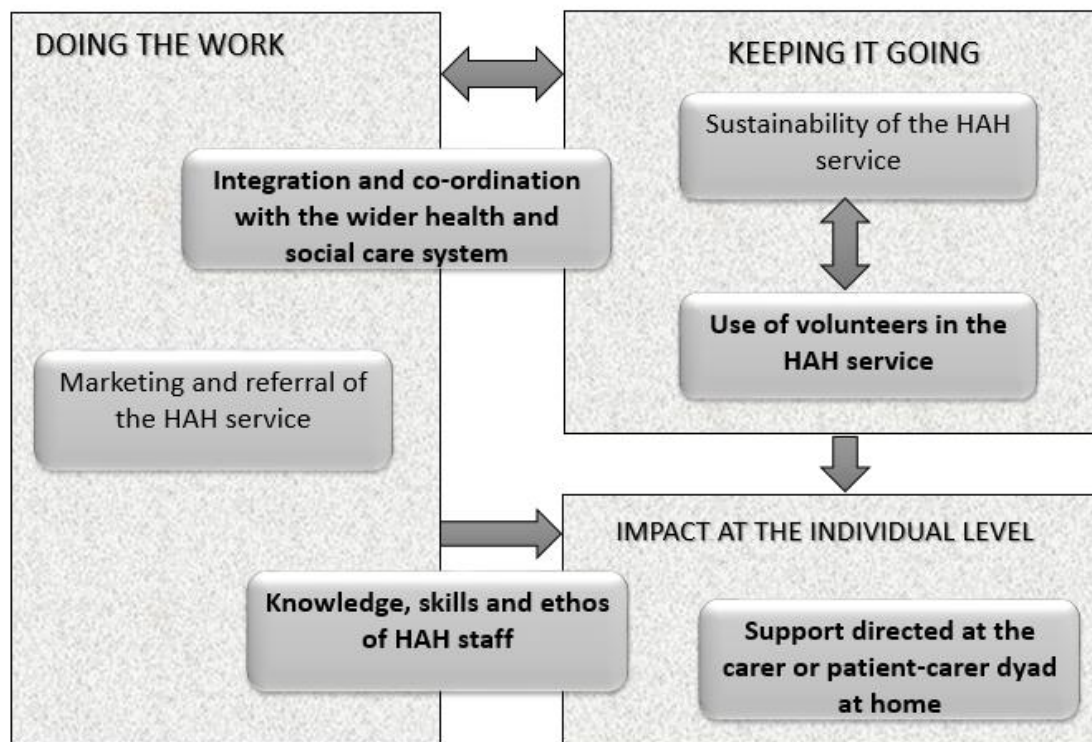 DOING THE WORK
KEEPING IT GOING
Sustainability of the HAH
service
Integration and co-ordination
with the wider health and
social care system
Use of volunteers in the
HAH service
Marketing and referral of
the HAH service
IMPACT AT THE INDIVIDUAL LEVEL
Knowledge, skills and ethos
of HAH staff
Support directed at the
carer or patient-carer dyad
at home